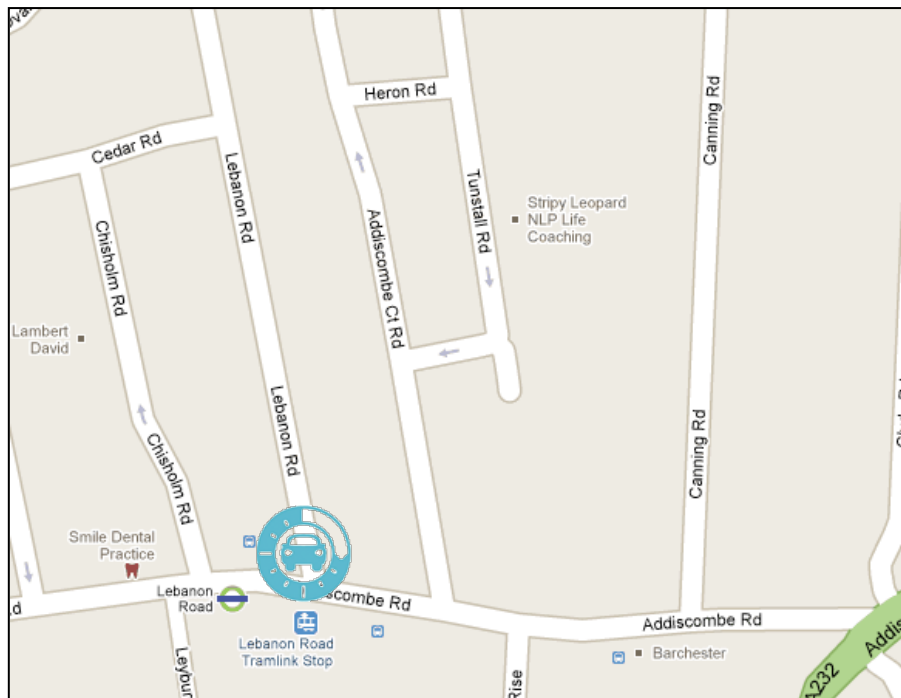 Heron Rd
Cedar Rd
Canning Rd
Lebanon Rd
Tunstall Rd
Stripy Leopard
NLP Life
Coaching
Chisholm Rd
Addiscombe Ct Rd
Lambert
David
Lebanon Rd
Canning Rd
Chisholm Rd
Smile Dental
Practice
Lebanon
Road
scombe Rd
Addiscombe Rd
Lebanon Road
Tramlink Stop
Barchester
Leybur
Rise
A232
Addis